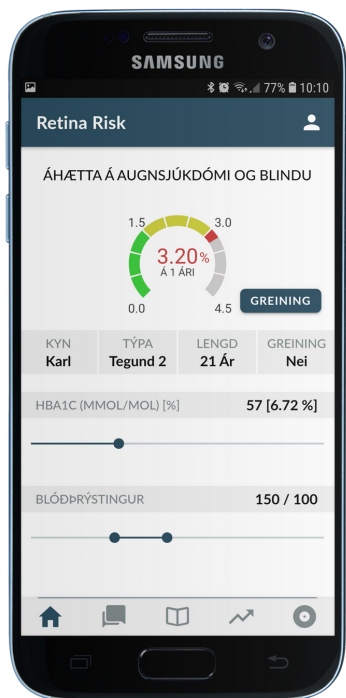 SAMSUNG
77% 10:10
Retina Risk
ÁHÆTTA Á AUGNSJÚKDÓMI OG BLINDU
1.5 3.0
3.20%
Á 1 ÁRI
0.0 4.5
GREINING
KYN TÝPA LENGD GREINING
Karl Tegund 2 21 Ár Nei
HBA1C (MMOL/MOL) [%] 57 [6.72 %]
BLÓÐÞRÝSTINGUR 150 / 100